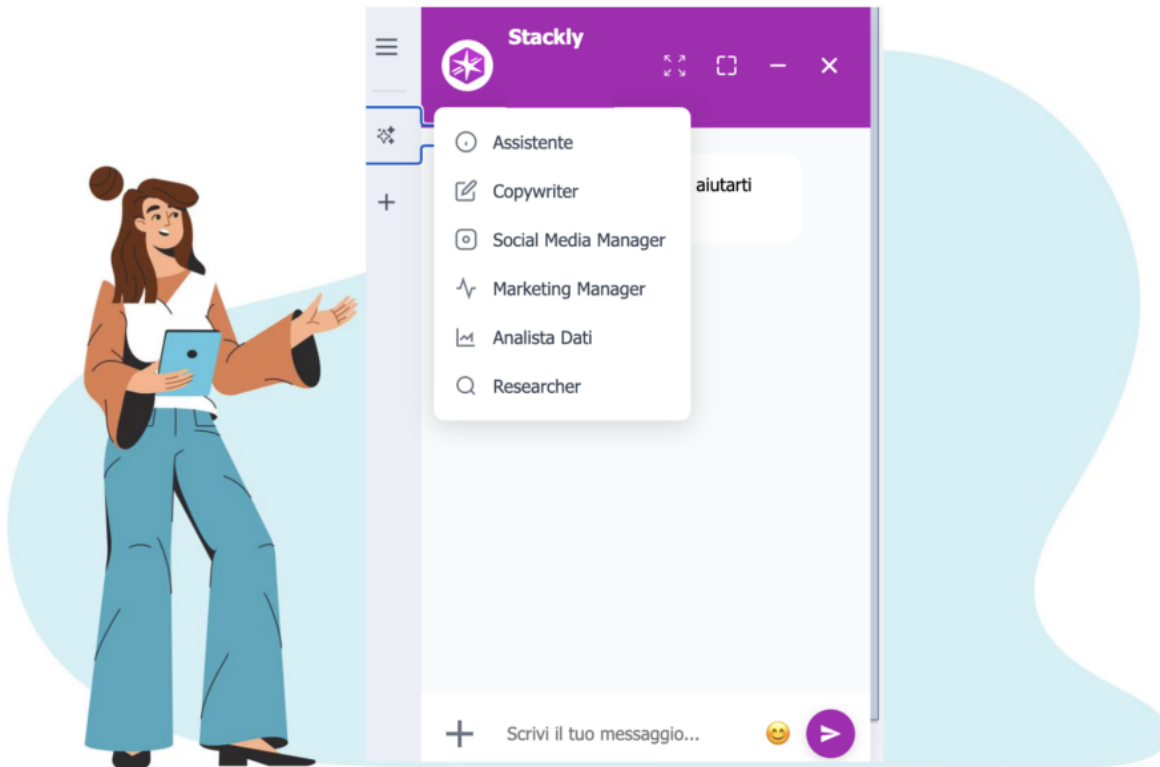 Stackly
Assistente
Copywriter
aiutarti
Social Media Manager
Marketing Manager
Analista Dati
Researcher
Scrivi il tuo messaggio...